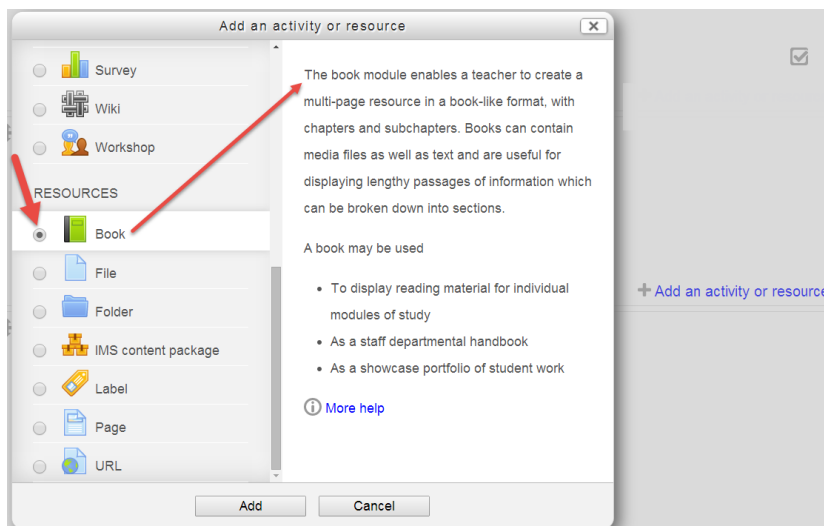 Add an activity or resource
Survey
Wiki
Workshop
RESOURCES
Book
File
Folder
IMS content package
Label
Page
URL
The book module enables a teacher to create a
multi-page resource in a book-like format, with
chapters and subchapters. Books can contain
media files as well as text and are useful for
displaying lengthy passages of information which
can be broken down into sections.
A book may be used
• To display reading material for individual
modules of study
• As a staff departmental handbook
• As a showcase portfolio of student work
More help
Add
Cancel
Add an activity or resource